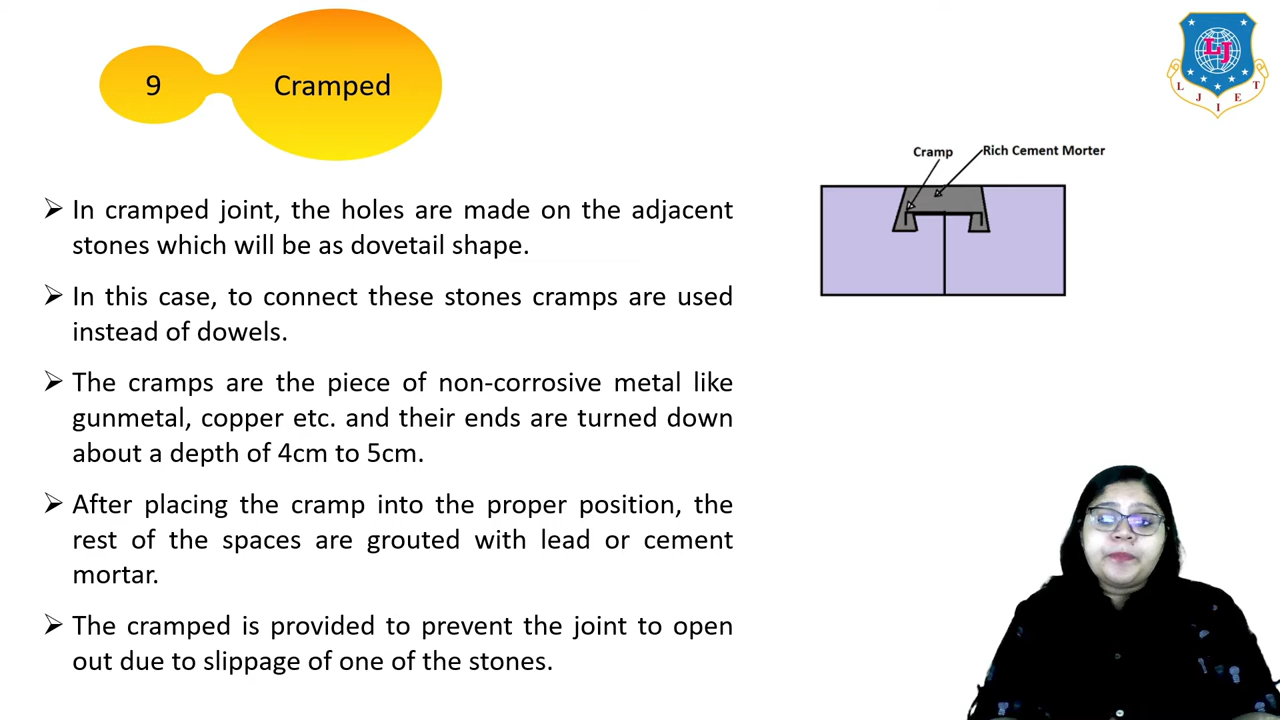 9
Cramped
LJ
L J I E T
Cramp
Rich Cement Morter
In cramped joint, the holes are made on the adjacent
stones which will be as dovetail shape.
In this case, to connect these stones cramps are used
instead of dowels.
The cramps are the piece of non-corrosive metal like
gunmetal, copper etc. and their ends are turned down
about a depth of 4cm to 5cm.
After placing the cramp into the proper position, the
rest of the spaces are grouted with lead or cement
mortar.
The cramped is provided to prevent the joint to open
out due to slippage of one of the stones.